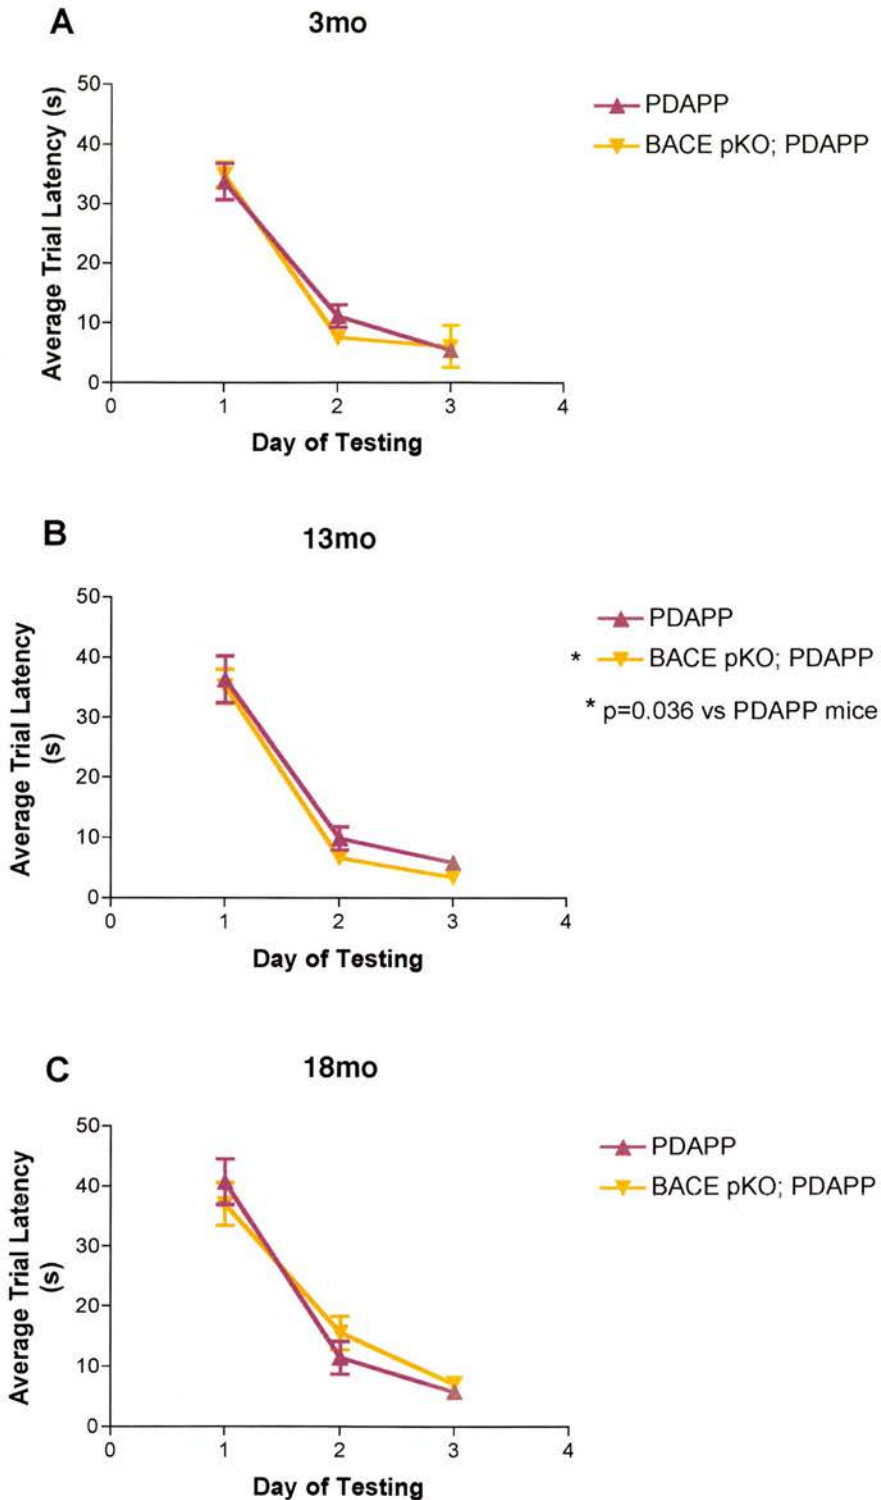 A
3mo
50
40
30
20
10
0
Average Trial Latency (s)
0 1 2 3 4
Day of Testing
PDAPP
BACE pKO; PDAPP
B
13mo
50
40
30
20
10
0
Average Trial Latency
(s)
0 1 2 3 4
Day of Testing
PDAPP
* BACE pKO; PDAPP
* p=0.036 vs PDAPP mice
C
18mo
50
40
30
20
10
0
Average Trial Latency
(s)
0 1 2 3 4
Day of Testing
PDAPP
BACE pKO; PDAPP